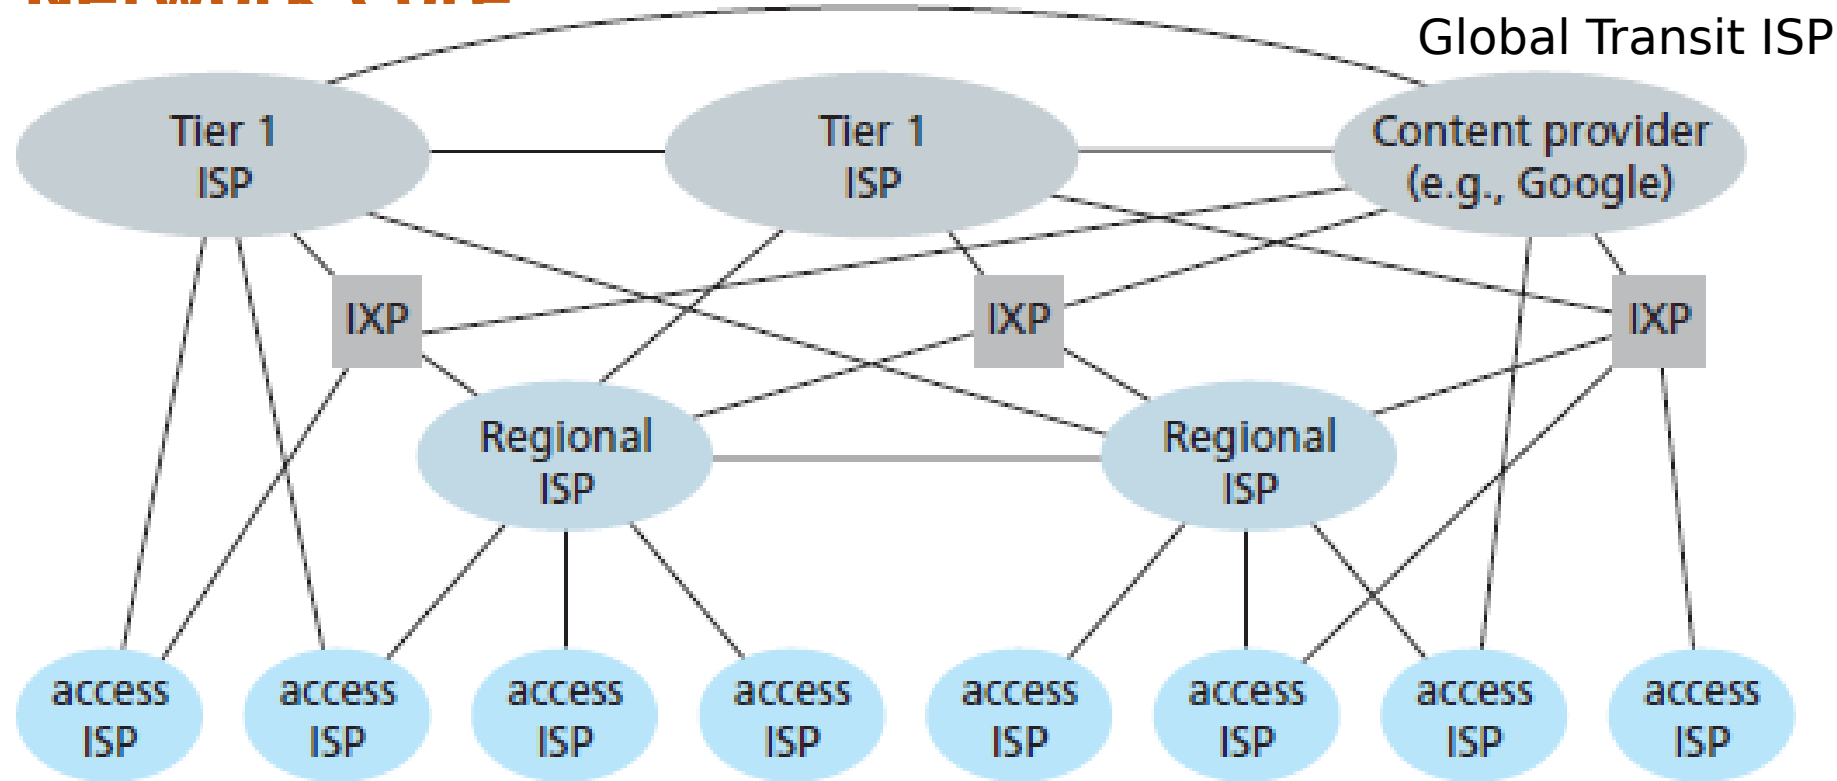 Global Transit ISP
Tier 1
ISP
Tier 1
ISP
Content provider
(e.g., Google)
IXP
IXP
IXP
Regional
ISP
Regional
ISP
access
ISP
access
ISP
access
ISP
access
ISP
access
ISP
access
ISP
access
ISP
access
ISP